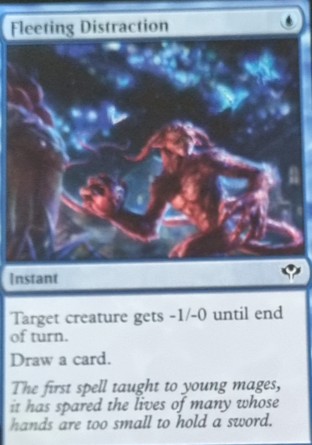 Fleeting Distraction
Instant
Target creature gets -1/-0 until end
of turn.
Draw a card.
The first spell taught to young mages,
it has spared the lives of many whose
hands are too small to hold a sword.